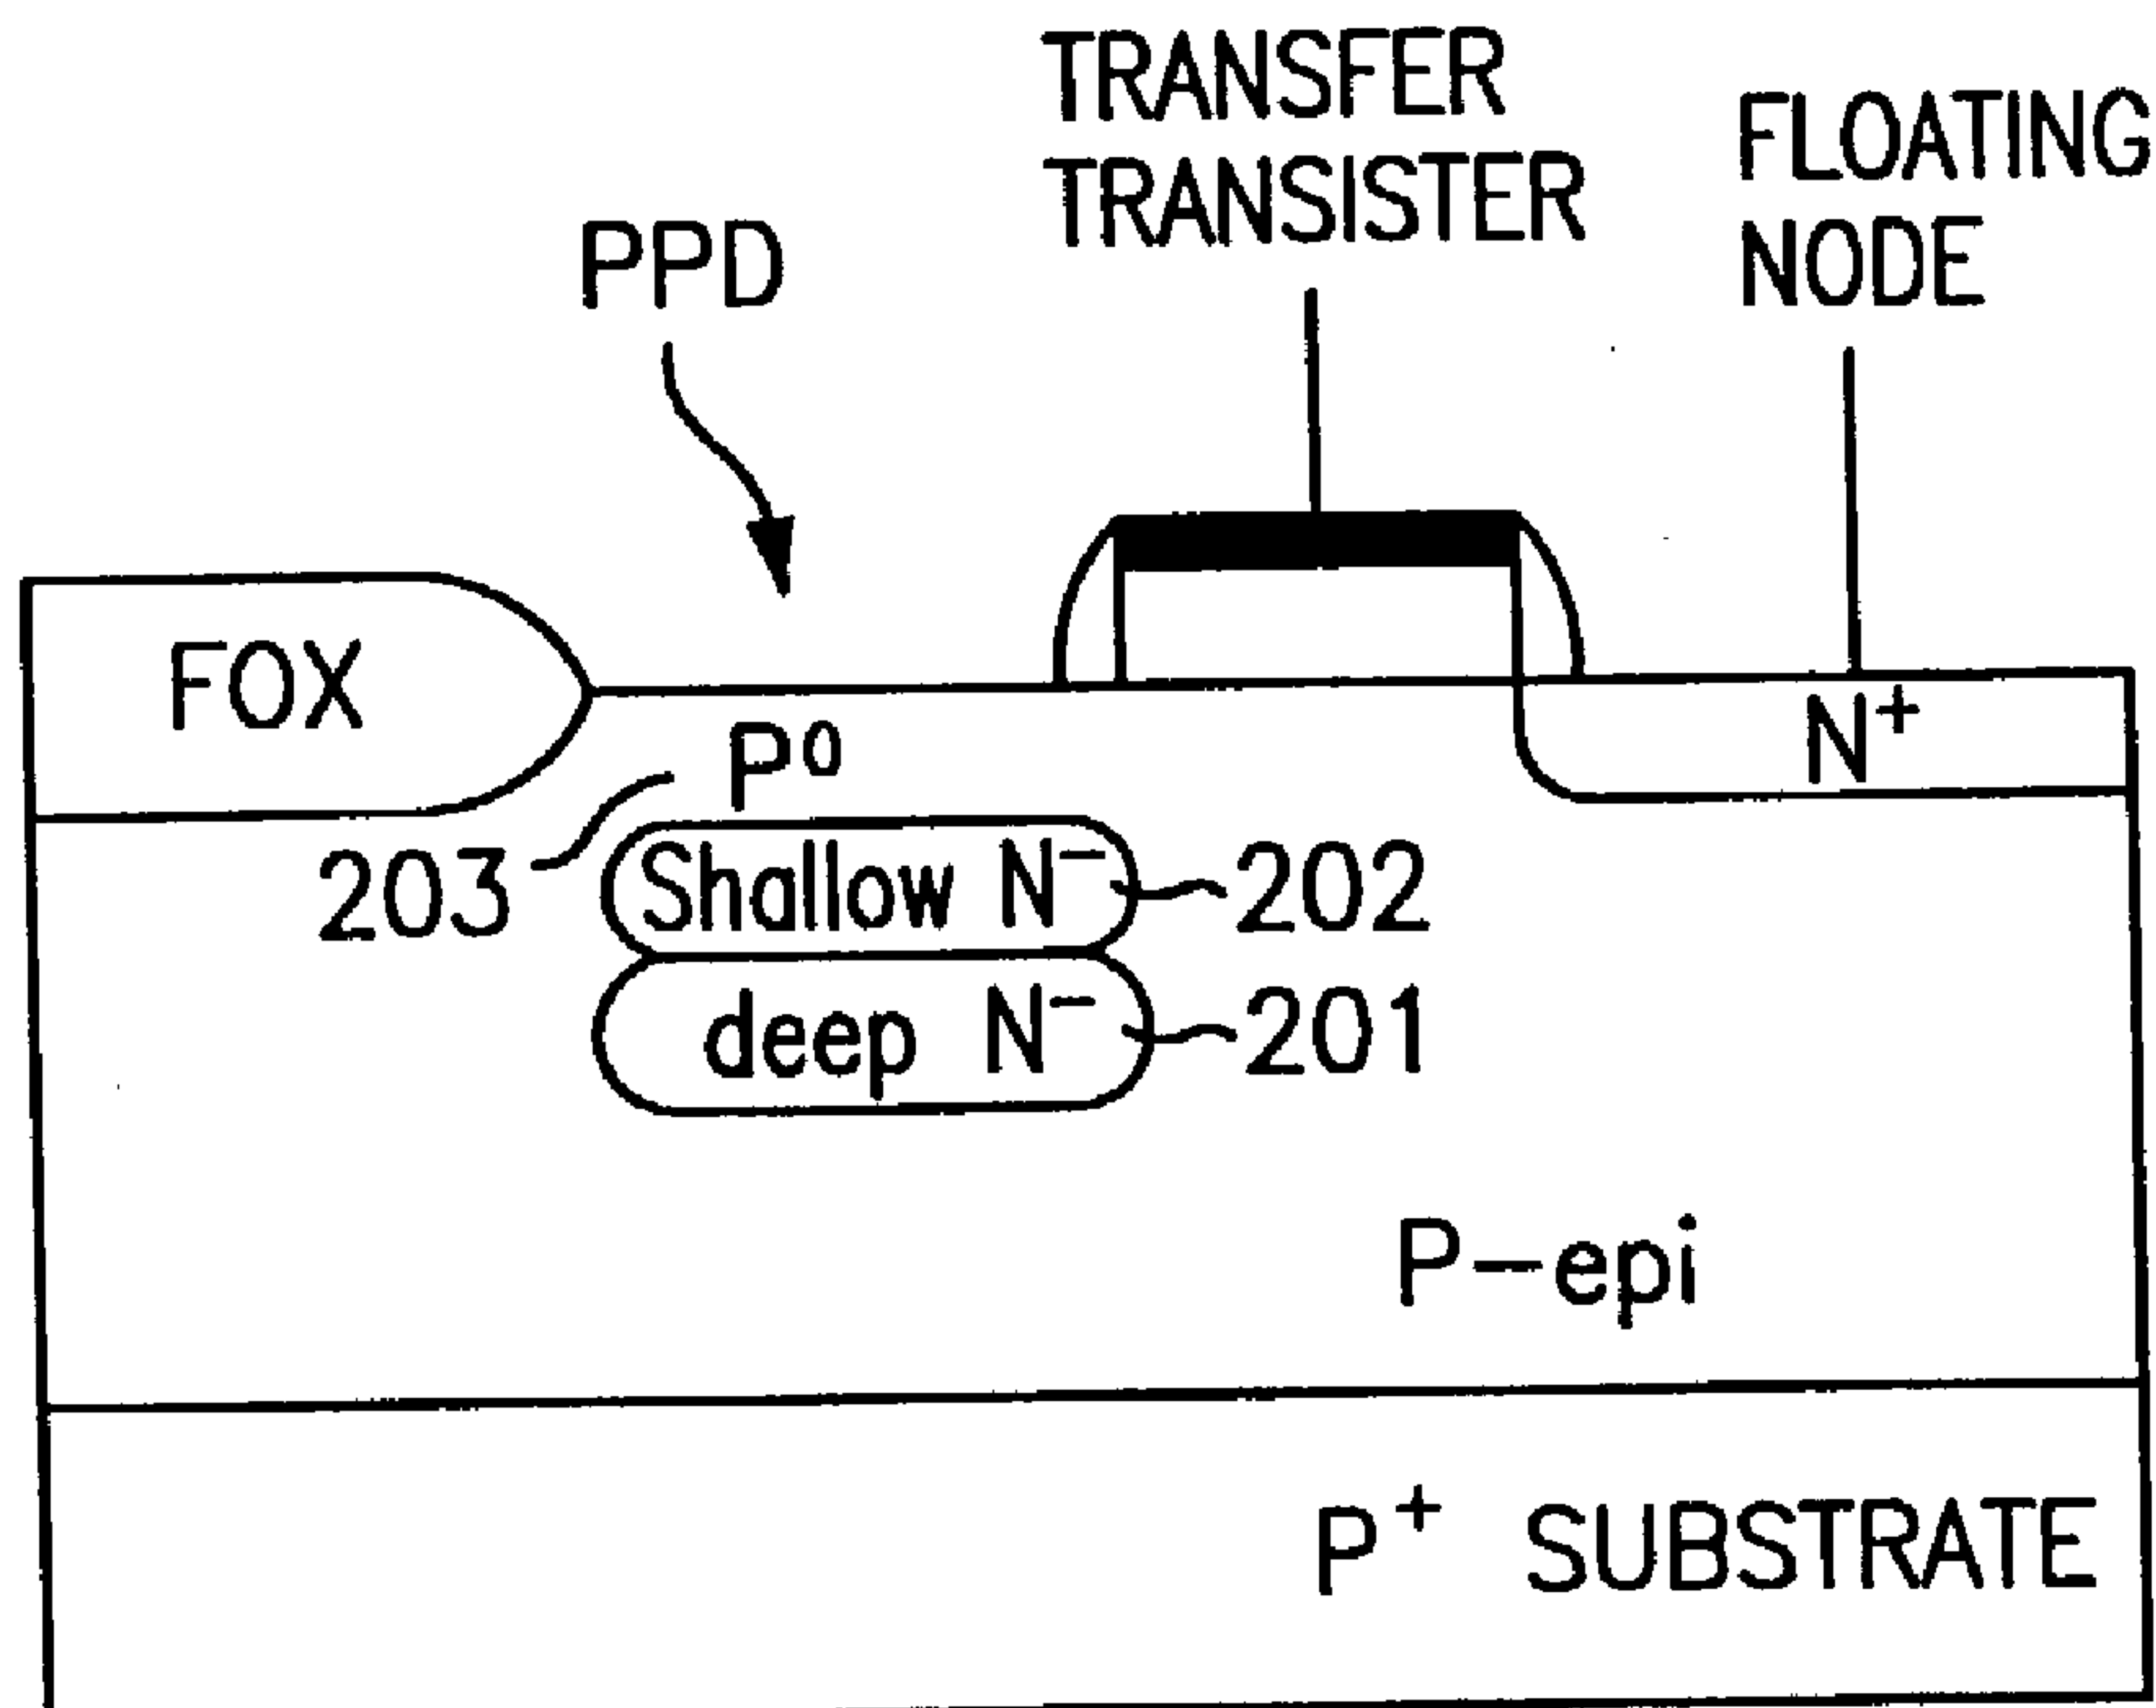 TRANSFER
TRANSISTER
FLOATING
NODE
PPD
FOX
P⁰
N⁺
203
Shallow N⁻
202
deep N⁻
201
P-epi
P⁺ SUBSTRATE